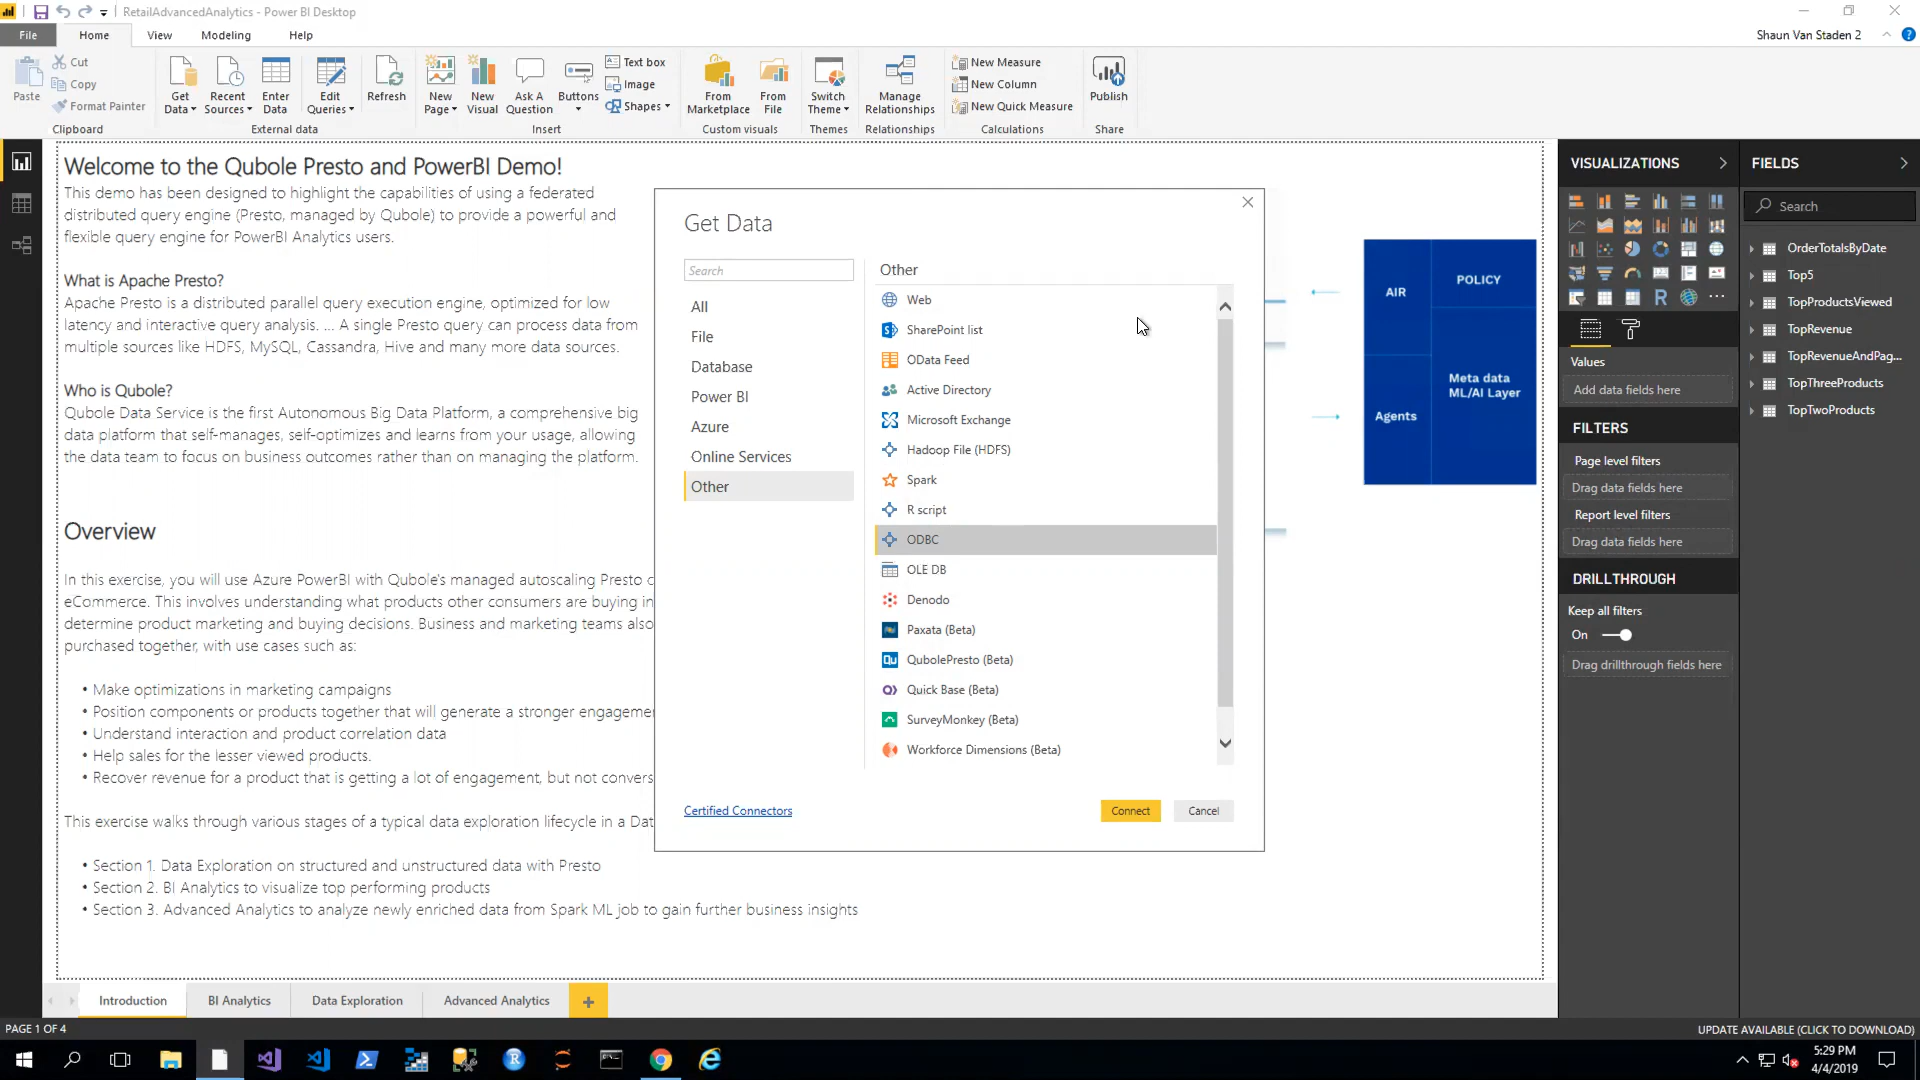 RetailAdvancedAnalytics - Power BI Desktop
File
Home
View
Modeling
Help
Shaun Van Staden 2
Paste
Cut
Copy
Format Painter
Clipboard
Get Data
Recent Sources
Enter Data
Edit Queries
Refresh
External data
New Page
New Visual
Ask A Question
Buttons
Text box
Image
Shapes
Insert
From Marketplace
From File
Custom visuals
Switch Theme
Themes
Manage Relationships
Relationships
New Measure
New Column
New Quick Measure
Calculations
Publish
Share
Welcome to the Qubole Presto and PowerBI Demo!
This demo has been designed to highlight the capabilities of using a federated
distributed query engine (Presto, managed by Qubole) to provide a powerful and
flexible query engine for PowerBI Analytics users.
What is Apache Presto?
Apache Presto is a distributed parallel query execution engine, optimized for low
latency and interactive query analysis. ... A single Presto query can process data from
multiple sources like HDFS, MySQL, Cassandra, Hive and many more data sources.
Who is Qubole?
Qubole Data Service is the first Autonomous Big Data Platform, a comprehensive big
data platform that self-manages, self-optimizes and learns from your usage, allowing
the data team to focus on business outcomes rather than on managing the platform.
Overview
In this exercise, you will use Azure PowerBI with Qubole's managed autoscaling Presto c
eCommerce. This involves understanding what products other consumers are buying in
determine product marketing and buying decisions. Business and marketing teams also
purchased together, with use cases such as:
• Make optimizations in marketing campaigns
• Position components or products together that will generate a stronger engageme
• Understand interaction and product correlation data
• Help sales for the lesser viewed products.
• Recover revenue for a product that is getting a lot of engagement, but not convers
This exercise walks through various stages of a typical data exploration lifecycle in a Dat
• Section 1. Data Exploration on structured and unstructured data with Presto
• Section 2. BI Analytics to visualize top performing products
• Section 3. Advanced Analytics to analyze newly enriched data from Spark ML job to gain further business insights
Get Data
Search
All
File
Database
Power BI
Azure
Online Services
Other
Other
Web
SharePoint list
OData Feed
Active Directory
Microsoft Exchange
Hadoop File (HDFS)
Spark
R script
ODBC
OLE DB
Denodo
Paxata (Beta)
QubolePresto (Beta)
Quick Base (Beta)
SurveyMonkey (Beta)
Workforce Dimensions (Beta)
Certified Connectors
Connect
Cancel
AIR
POLICY
Agents
Meta data
ML/AI Layer
VISUALIZATIONS
Values
Add data fields here
FILTERS
Page level filters
Drag data fields here
Report level filters
Drag data fields here
DRILLTHROUGH
Keep all filters
On
Drag drillthrough fields here
FIELDS
Search
OrderTotalsByDate
Top5
TopProductsViewed
TopRevenue
TopRevenueAndPag...
TopThreeProducts
TopTwoProducts
Introduction
BI Analytics
Data Exploration
Advanced Analytics
PAGE 1 OF 4
UPDATE AVAILABLE (CLICK TO DOWNLOAD)
5:29 PM
4/4/2019